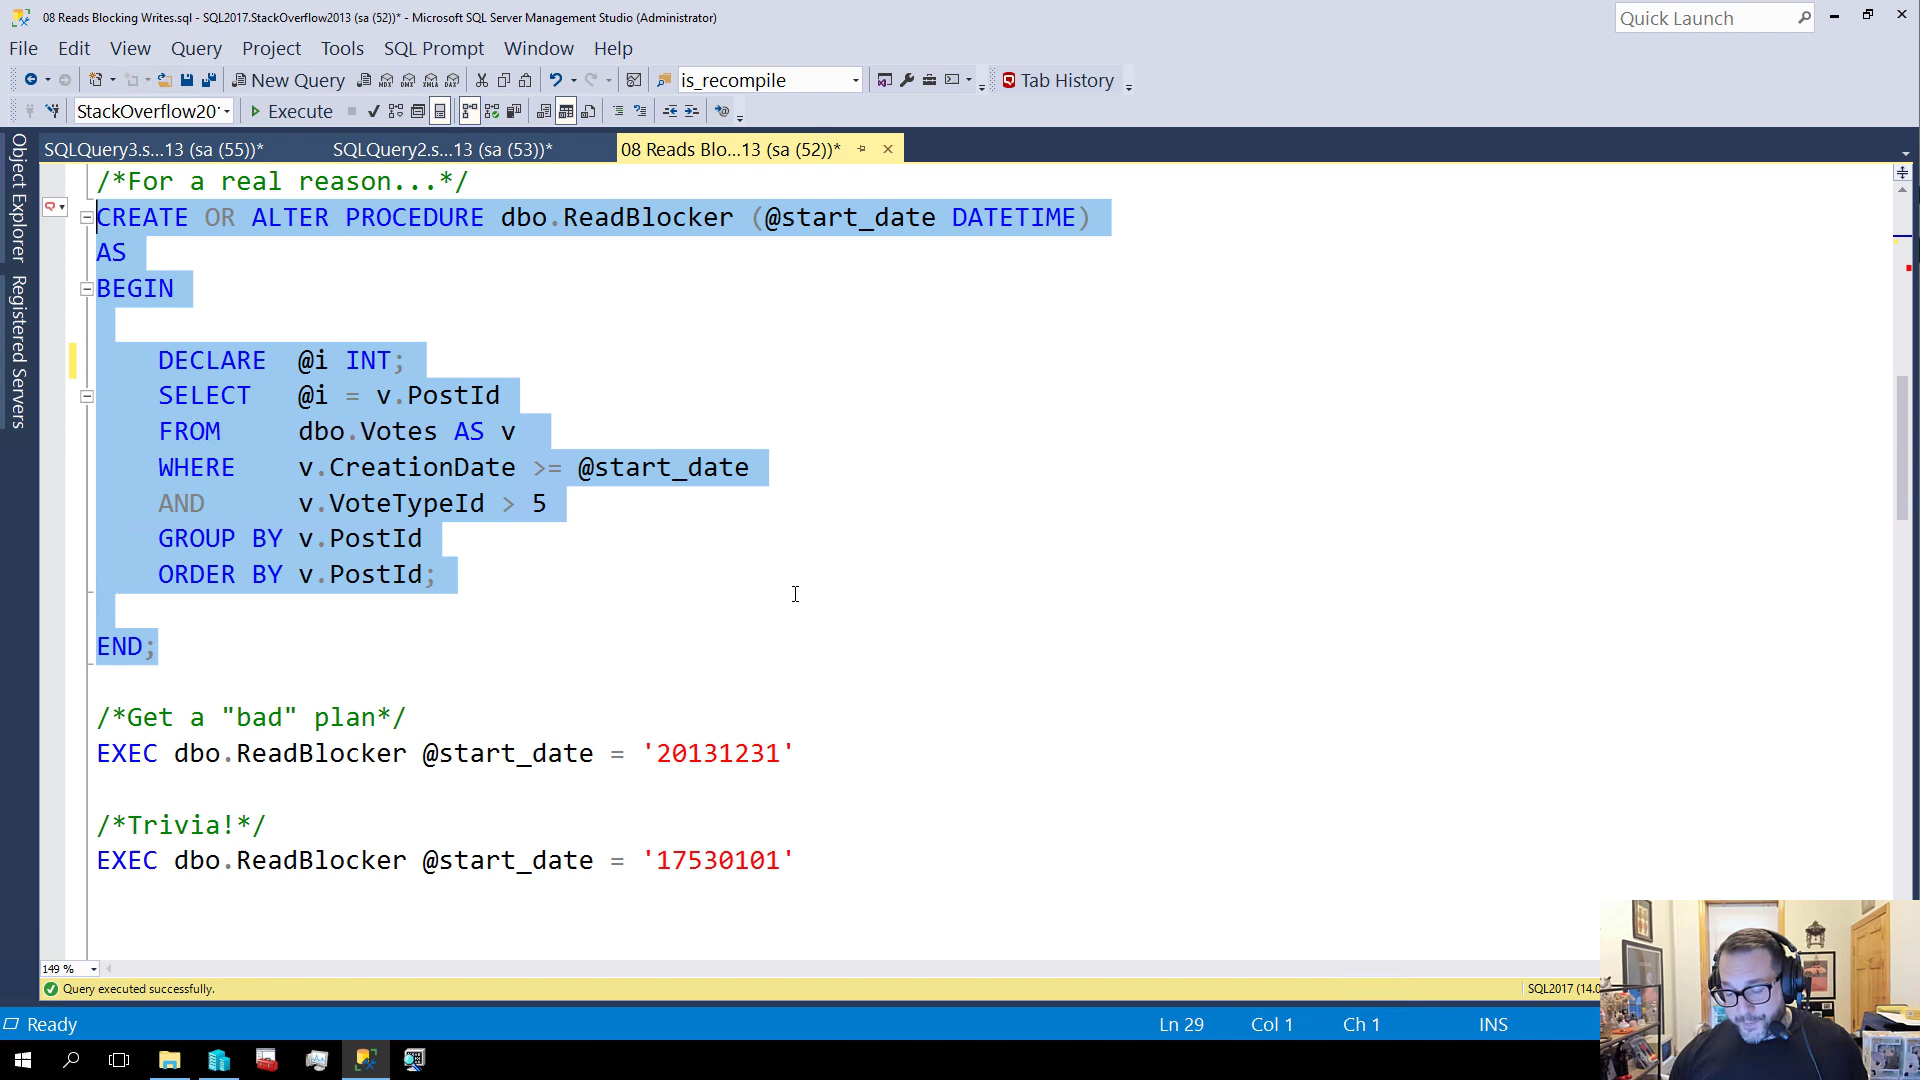 08 Reads Blocking Writes.sql - SQL2017.StackOverflow2013 (sa (52))* - Microsoft SQL Server Management Studio (Administrator)
Quick Launch
File Edit View Query Project Tools SQL Prompt Window Help
New Query
is_recompile
Tab History
StackOverflow20
Execute
SQLQuery3.s...13 (sa (55))*
SQLQuery2.s...13 (sa (53))*
08 Reads Blo...13 (sa (52))*
Object Explorer
Registered Servers
/*For a real reason...*/
CREATE OR ALTER PROCEDURE dbo.ReadBlocker (@start_date DATETIME)
AS
BEGIN
DECLARE @i INT;
SELECT @i = v.PostId
FROM dbo.Votes AS v
WHERE v.CreationDate >= @start_date
AND v.VoteTypeId > 5
GROUP BY v.PostId
ORDER BY v.PostId;
END;
/*Get a "bad" plan*/
EXEC dbo.ReadBlocker @start_date = '20131231'
/*Trivia!*/
EXEC dbo.ReadBlocker @start_date = '17530101'
149 %
Query executed successfully.
SQL2017 (14.0
Ready
Ln 29
Col 1
Ch 1
INS